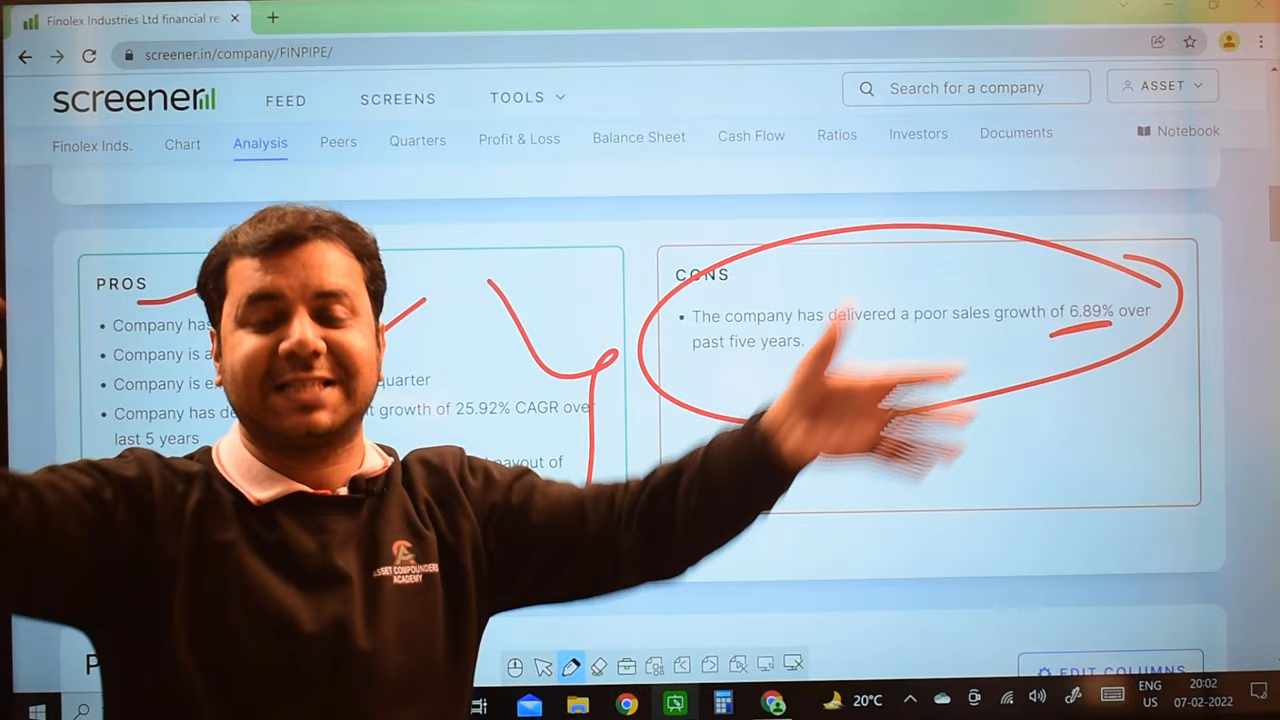 Finolex Industries Ltd financial re
screener.in/company/FINPIPE/
screener
FEED SCREENS TOOLS
Search for a company
ASSET
Finolex Inds. Chart Analysis Peers Quarters Profit & Loss Balance Sheet Cash Flow Ratios Investors Documents Notebook
PROS
• Company has
• Company is
• Company is quarter
• Company has growth of 25.92% CAGR over
last 5 years
payout of
CONS
• The company has delivered a poor sales growth of 6.89% over
past five years.
ASSET COMPOUNDERS
ACADEMY
EDIT COLUMNS
20°C
ENG
US
20:02
07-02-2022